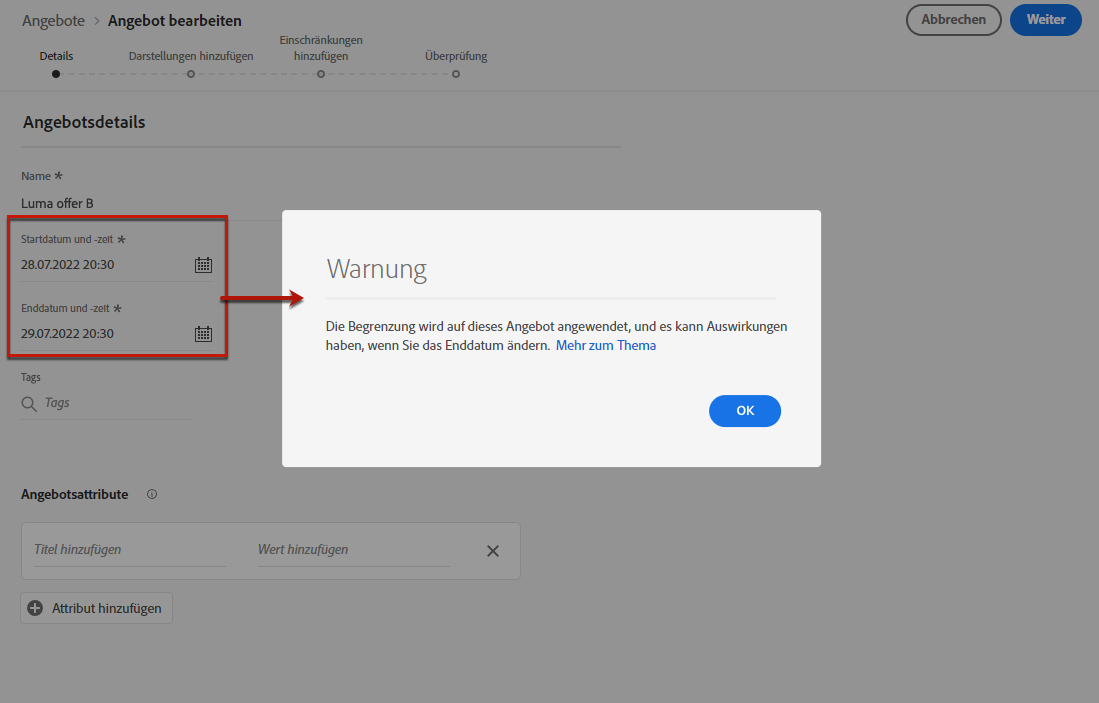 Angebote > Angebot bearbeiten
Abbrechen
Weiter
Details
Darstellungen hinzufügen
Einschränkungen
hinzufügen
Überprüfung
Angebotsdetails
Name *
Luma offer B
Startdatum und -zeit *
28.07.2022 20:30
Enddatum und -zeit *
29.07.2022 20:30
Tags
Tags
Warnung
Die Begrenzung wird auf dieses Angebot angewendet, und es kann Auswirkungen
haben, wenn Sie das Enddatum ändern. Mehr zum Thema
OK
Angebotsattribute
Titel hinzufügen
Wert hinzufügen
Attribut hinzufügen